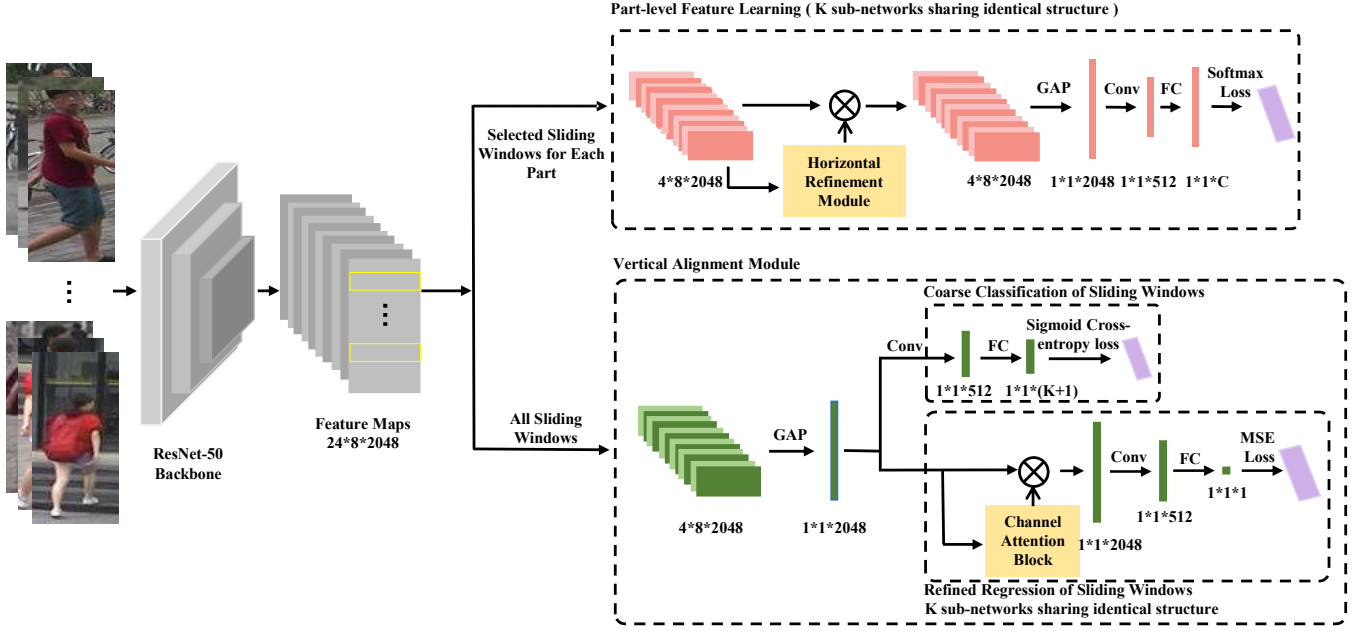 Part-level Feature Learning ( K sub-networks sharing identical structure )
Selected Sliding
Windows for Each
Part
4*8*2048
Horizontal
Refinement
Module
4*8*2048
GAP
1*1*2048
Conv
1*1*512
FC
1*1*C
Softmax
Loss
ResNet-50
Backbone
Feature Maps
24*8*2048
All Sliding
Windows
Vertical Alignment Module
4*8*2048
GAP
1*1*2048
Conv
Coarse Classification of Sliding Windows
1*1*512
FC
1*1*(K+1)
Sigmoid Cross-
entropy loss
Channel
Attention
Block
1*1*2048
Conv
1*1*512
FC
1*1*1
MSE
Loss
Refined Regression of Sliding Windows
K sub-networks sharing identical structure